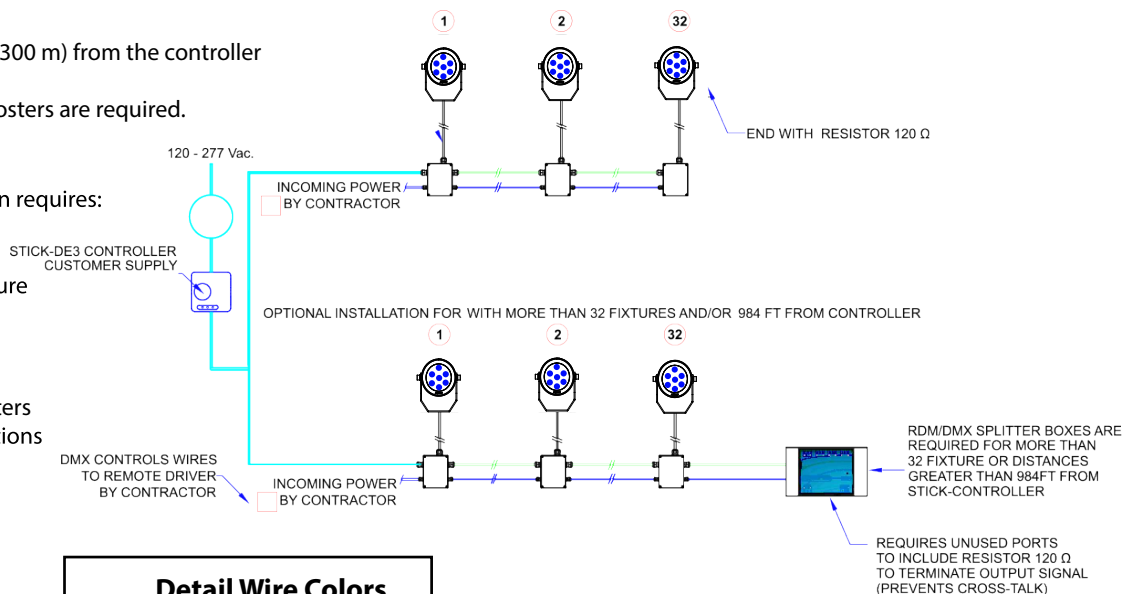 300 m) from the controller
osters are required.
n requires:
ure
ters
tions
1
2
32
END WITH RESISTOR 120 Ω
120 - 277 Vac.
INCOMING POWER
BY CONTRACTOR
STICK-DE3 CONTROLLER
CUSTOMER SUPPLY
OPTIONAL INSTALLATION FOR WITH MORE THAN 32 FIXTURES AND/OR 984 FT FROM CONTROLLER
1
2
32
DMX CONTROLS WIRES
TO REMOTE DRIVER
BY CONTRACTOR
INCOMING POWER
BY CONTRACTOR
RDM/DMX SPLITTER BOXES ARE
REQUIRED FOR MORE THAN
32 FIXTURE OR DISTANCES
GREATER THAN 984FT FROM
STICK-CONTROLLER
REQUIRES UNUSED PORTS
TO INCLUDE RESISTOR 120 Ω
TO TERMINATE OUTPUT SIGNAL
(PREVENTS CROSS-TALK)
Detail Wire Colors